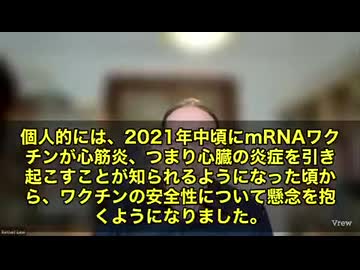 個人的には、2021年中頃にmRNAワク
チンが心筋炎、つまり心臓の炎症を引き
起こすことが知られるようになった頃か
ら、ワクチンの安全性について懸念を抱
くようになりました。
Vrew